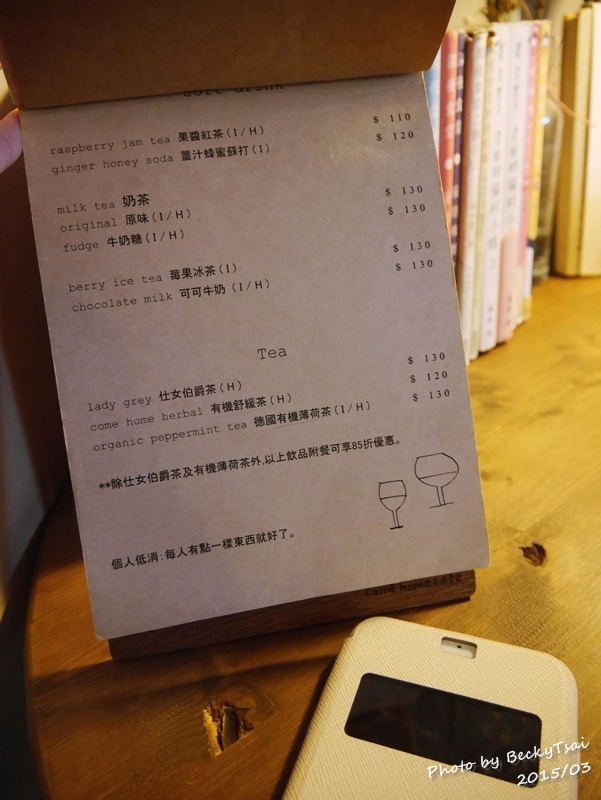 soft drink
raspberry jam tea 果醬紅茶(I/H) $ 110
ginger honey soda 薑汁蜂蜜蘇打(I) $ 120
milk tea 奶茶
original 原味(I/H) $ 130
fudge 牛奶糖(I/H) $ 130
berry ice tea 莓果冰茶(I) $ 130
chocolate milk 可可牛奶(I/H) $ 130
Tea
lady grey 仕女伯爵茶(H) $ 130
come home herbal 有機舒緩茶(H) $ 120
organic peppermint tea 德國有機薄荷茶(I/H) $ 130
**除仕女伯爵茶及有機薄荷茶外,以上飲品附餐可享85折優惠。
個人低消:每人有點一樣東西就好了。
come homecafe
Photo by BeckyTsai
2015/03